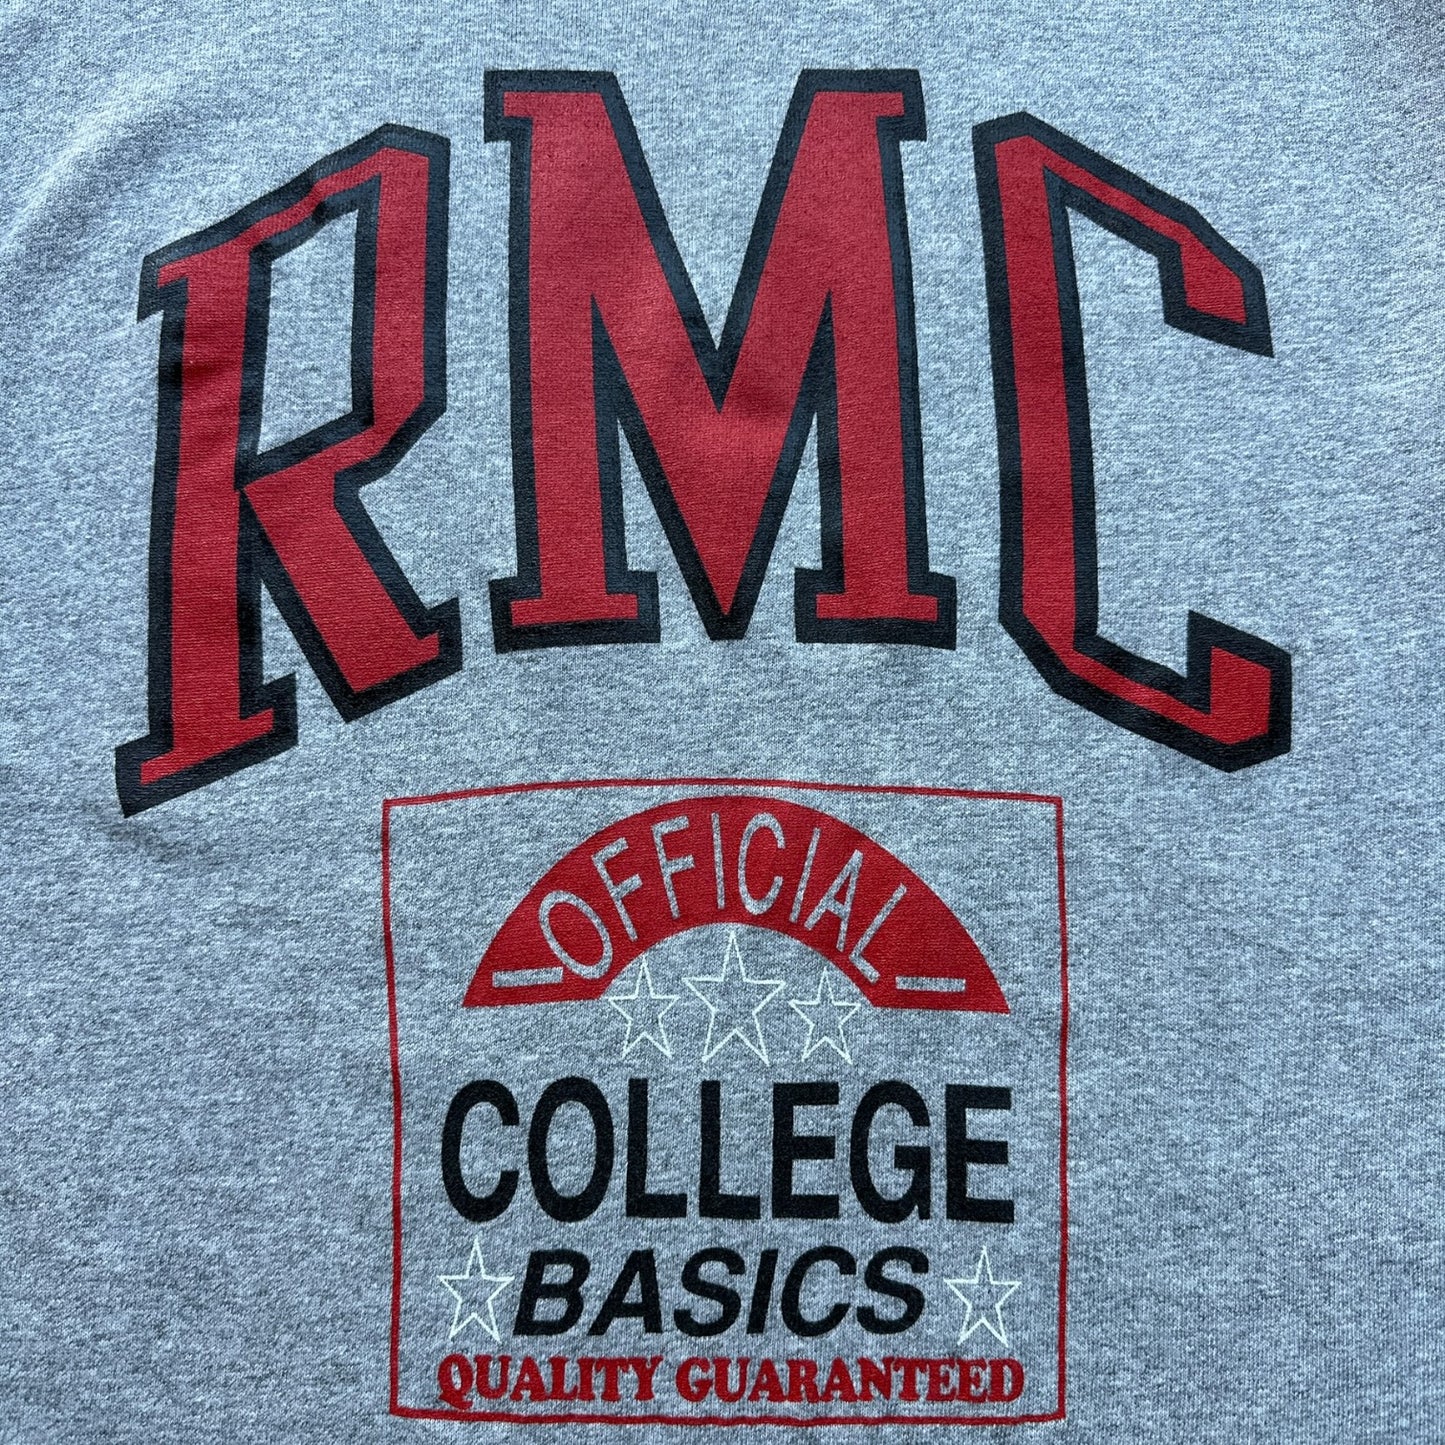 RMC
OFFICIAL
COLLEGE
BASICS
QUALITY GUARANTEED